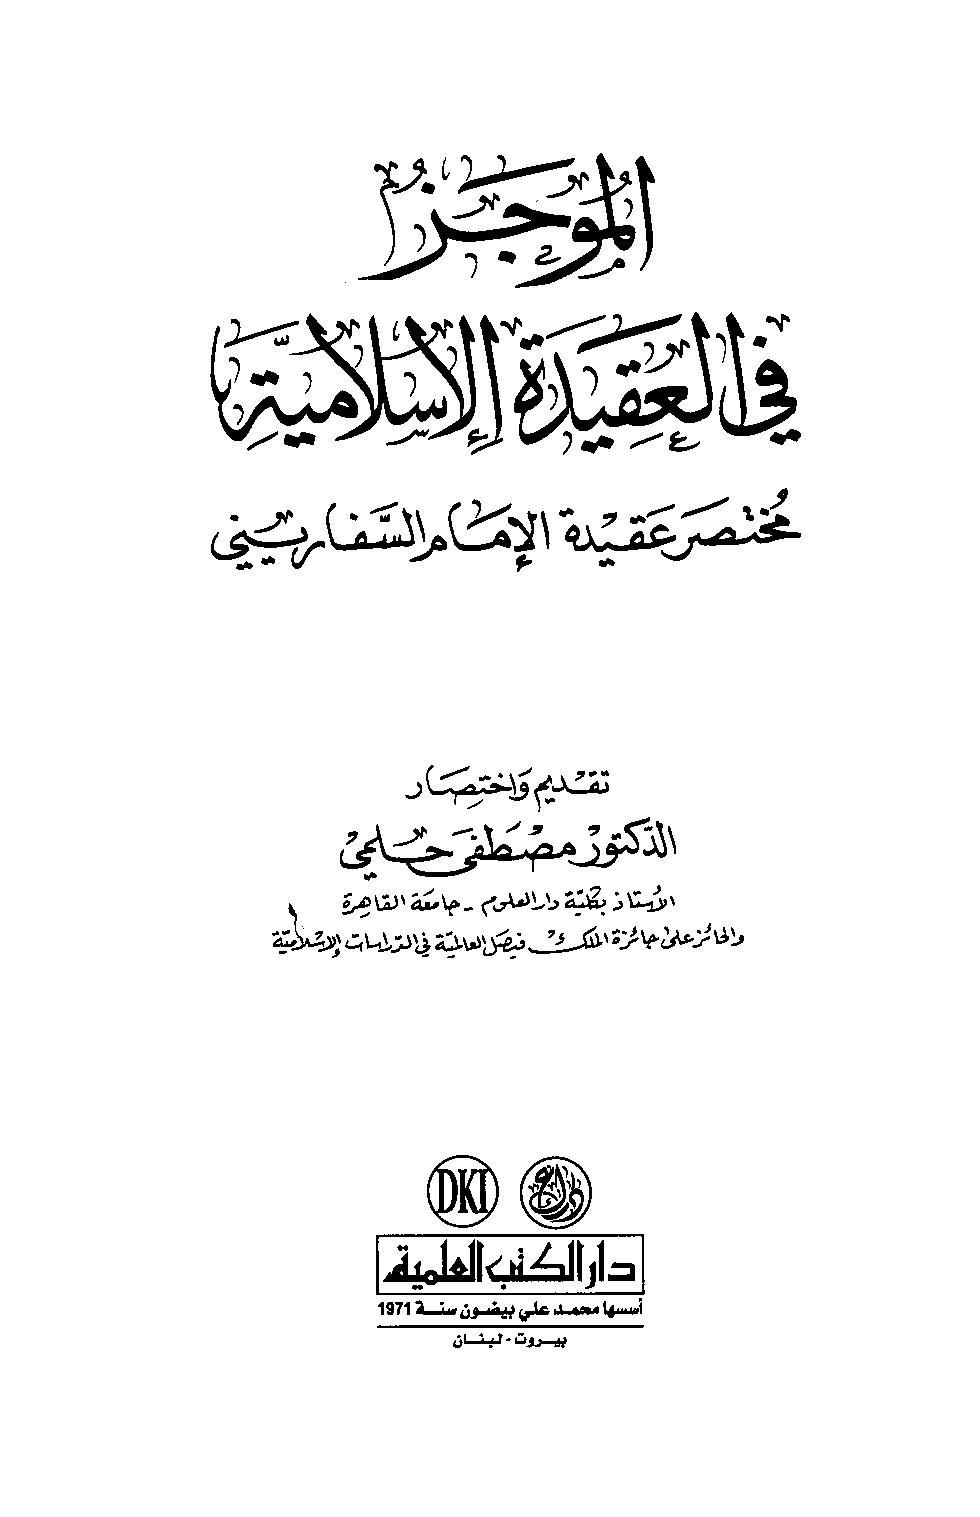 الموجز
في العقيدة الإسلامية
مختصر عقيدة الإمام السفاريني
تقديم واختصار
الدكتور مصطفى حلمي
الأستاذ بكلية دار العلوم - جامعة القاهرة
والحائز على جائزة الملك فيصل العالمية في الدراسات الإسلامية
DKI
دار الكتب العلمية
أسسها محمد علي بيضون سنة 1971
بيروت - لبنان